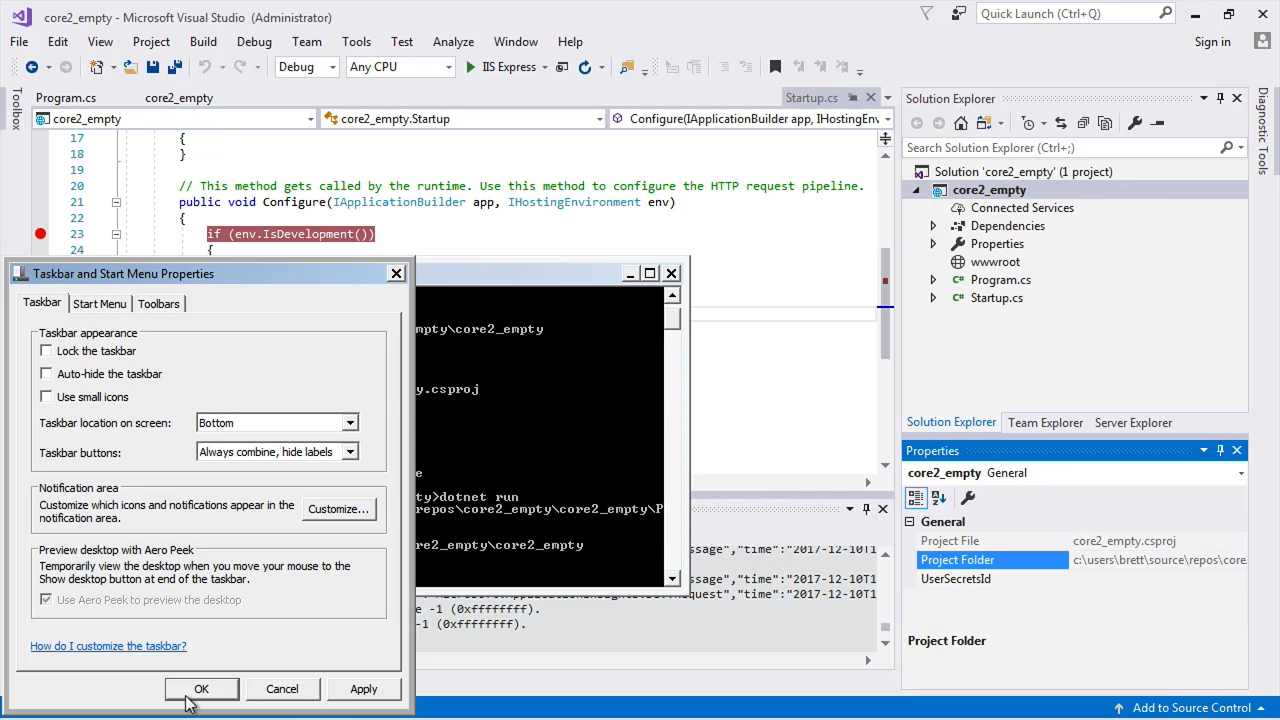 core2_empty - Microsoft Visual Studio (Administrator)
Quick Launch (Ctrl+Q)
File Edit View Project Build Debug Team Tools Test Analyze Window Help
Sign in
Debug Any CPU IIS Express
Toolbox
Program.cs core2_empty Startup.cs
core2_empty core2_empty.Startup Configure(IApplicationBuilder app, IHostingEnv
17 {
18 }
19
20 // This method gets called by the runtime. Use this method to configure the HTTP request pipeline.
21 public void Configure(IApplicationBuilder app, IHostingEnvironment env)
22 {
23 if (env.IsDevelopment())
24 {
Taskbar and Start Menu Properties
Taskbar Start Menu Toolbars
Taskbar appearance
Lock the taskbar
Auto-hide the taskbar
Use small icons
Taskbar location on screen: Bottom
Taskbar buttons: Always combine, hide labels
Notification area
Customize which icons and notifications appear in the
notification area.
Customize...
Preview desktop with Aero Peek
Temporarily view the desktop when you move your mouse to the
Show desktop button at end of the taskbar.
Use Aero Peek to preview the desktop
How do I customize the taskbar?
OK Cancel Apply
mpty\core2_empty
y.csproj
e
ty>dotnet run
repos\core2_empty\core2_empty\P
re2_empty\core2_empty
ssage","time":"2017-12-10T1
ssage","time":"2017-12-10T1
quest","time":"2017-12-10T1
e -1 (0xffffffff).
-1 (0xffffffff).
Solution Explorer
Search Solution Explorer (Ctrl+;)
Solution 'core2_empty' (1 project)
core2_empty
Connected Services
Dependencies
Properties
wwwroot
Program.cs
Startup.cs
Solution Explorer Team Explorer Server Explorer
Properties
core2_empty General
General
Project File core2_empty.csproj
Project Folder c:\users\brett\source\repos\core
UserSecretsId
Project Folder
Diagnostic Tools
Add to Source Control